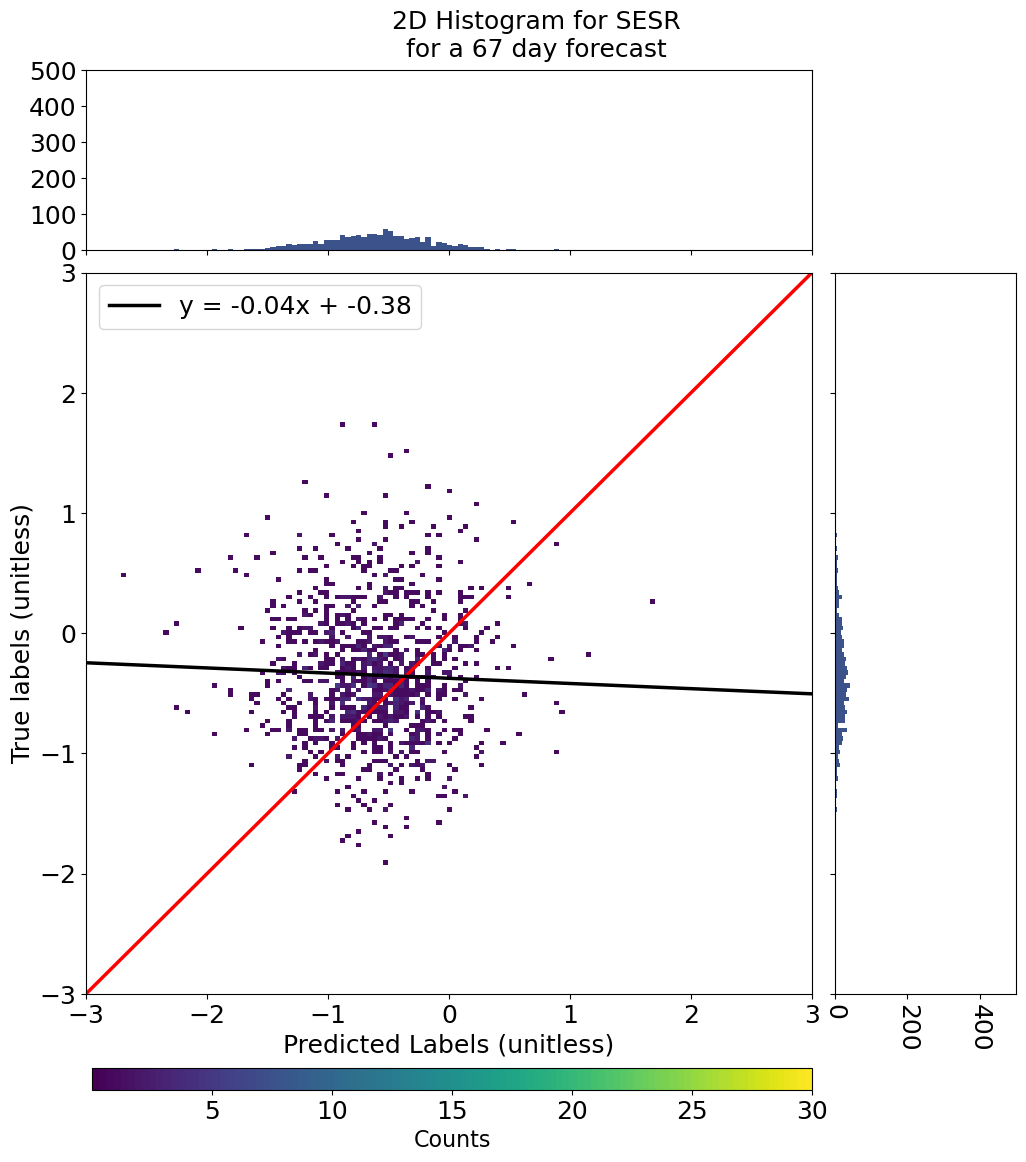 2D Histogram for SESR
for a 67 day forecast
500
400
300
200
100
0
3
2
1
0
−1
−2
−3
y = -0.04x + -0.38
True labels (unitless)
−3 −2 −1 0 1 2 3
Predicted Labels (unitless)
0 200 400
5 10 15 20 25 30
Counts